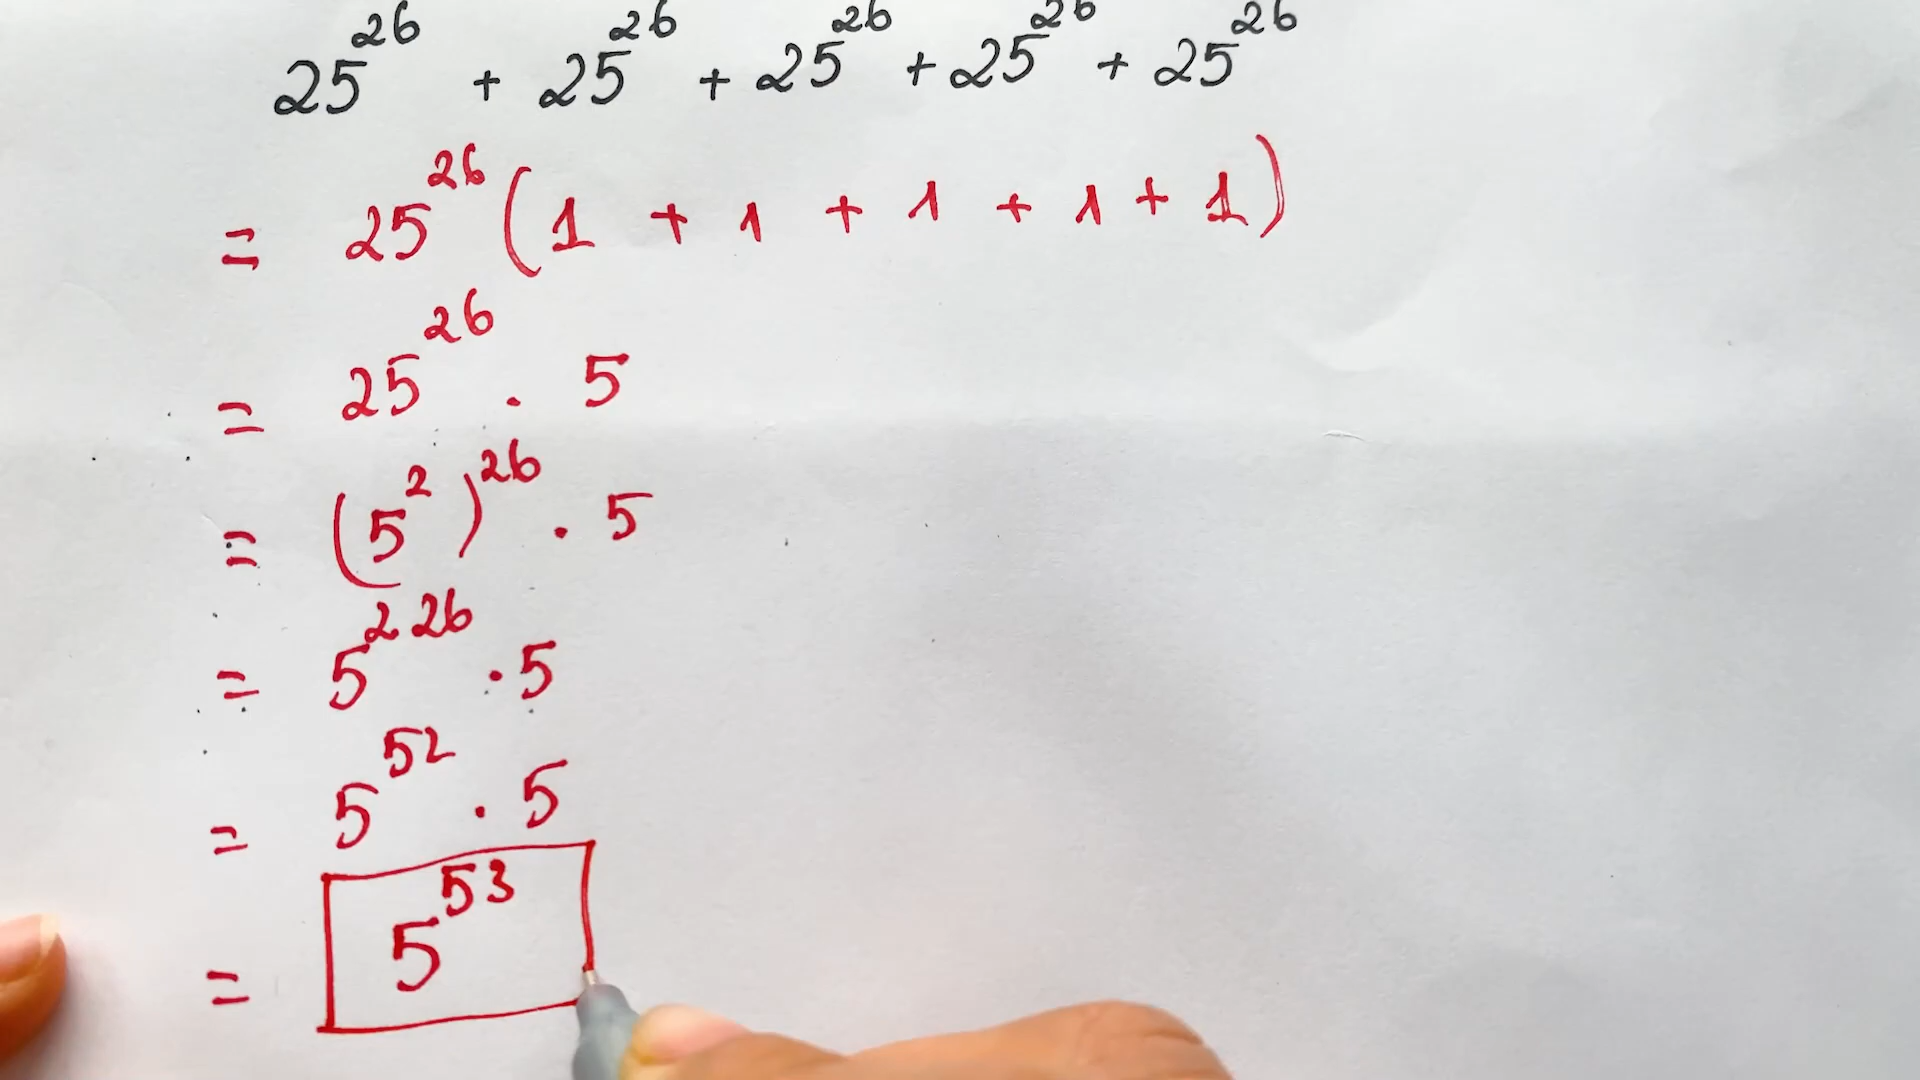 25^26 + 25^26 + 25^26 + 25^26 + 25^26
= 25^26 (1 + 1 + 1 + 1 + 1)
= 25^26 . 5
= (5^2)^26 . 5
= 5^2 26 . 5
= 5^52 . 5
= 5^53